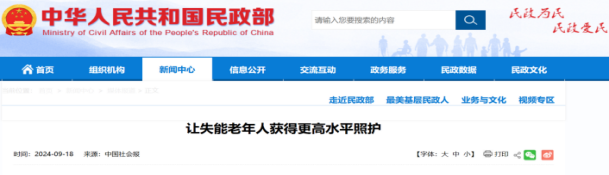 中华人民共和国民政部
Ministry of Civil Affairs of the People's Republic of China
请输入您要搜索的内容
民政为民
民政爱民
首页 组织机构 新闻中心 信息公开 交流互动 政务服务 民政数据 民政文化
走近民政部 最美基层民政人 业务与文化 视频专区
让失能老年人获得更高水平照护
时间：2024-09-18 来源：中国社会报 【字体：大 中 小】 打印